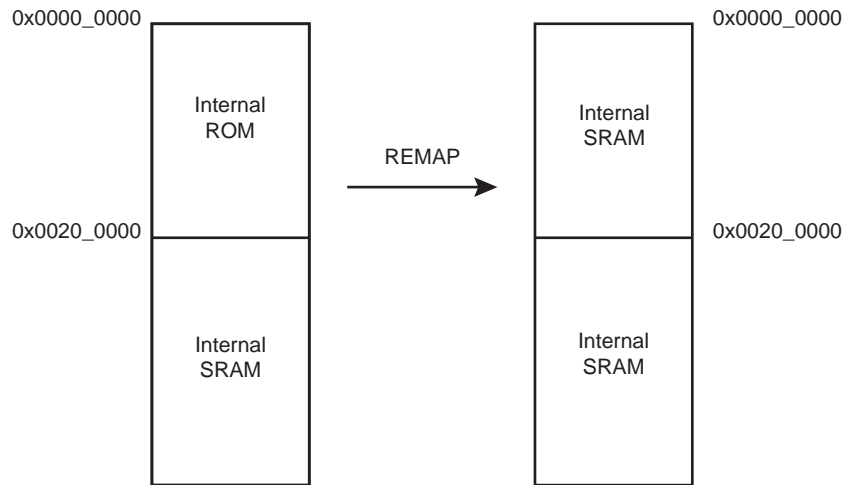 0x0000_0000
0x0000_0000
Internal
ROM
Internal
SRAM
REMAP
0x0020_0000
0x0020_0000
Internal
SRAM
Internal
SRAM